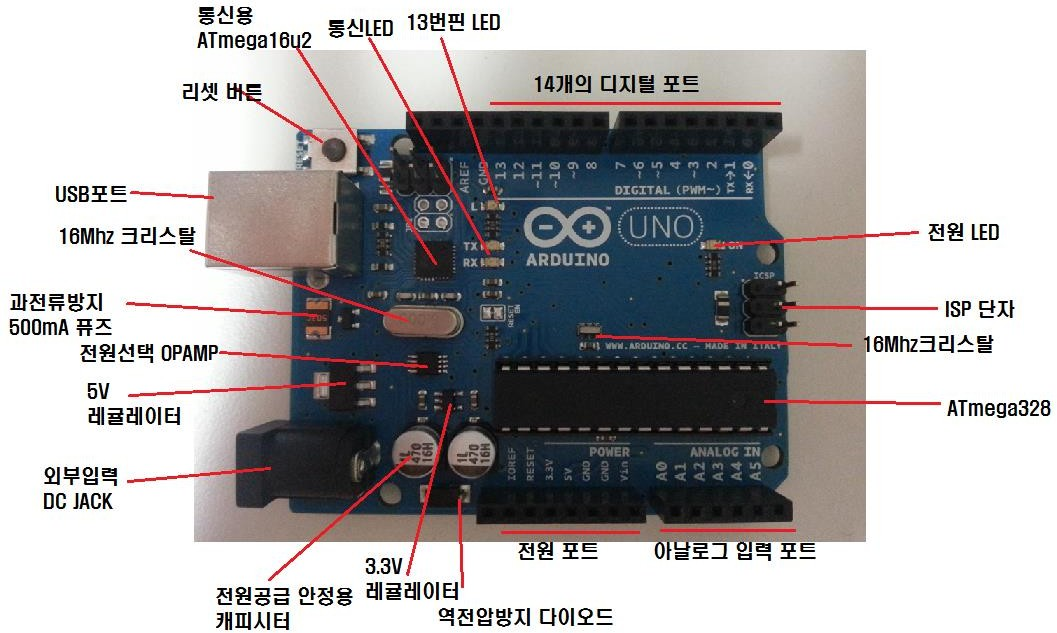 통신용
ATmega16u2
통신LED
13번핀 LED
14개의 디지털 포트
리셋 버튼
USB포트
16Mhz 크리스탈
과전류방지
500mA 퓨즈
전원선택 OPAMP
5V
레귤레이터
외부입력
DC JACK
전원공급 안정용
캐피시터
3.3V
레귤레이터
역전압방지 다이오드
전원 포트
아날로그 입력 포트
ATmega328
16Mhz크리스탈
ISP 단자
전원 LED
AREF
GND
13
12
~11
~10
~9
8
7
~6
~5
4
~3
2
TX→1
RX←0
DIGITAL (PWM~)
L
TX
RX
UNO
ARDUINO
ON
ICSP
RESET
EN
WWW.ARDUINO.CC - MADE IN ITALY
1L
470
16H
1L
470
16H
POWER
ANALOG IN
IOREF
RESET
3.3V
5V
GND
GND
Vin
A0
A1
A2
A3
A4
A5